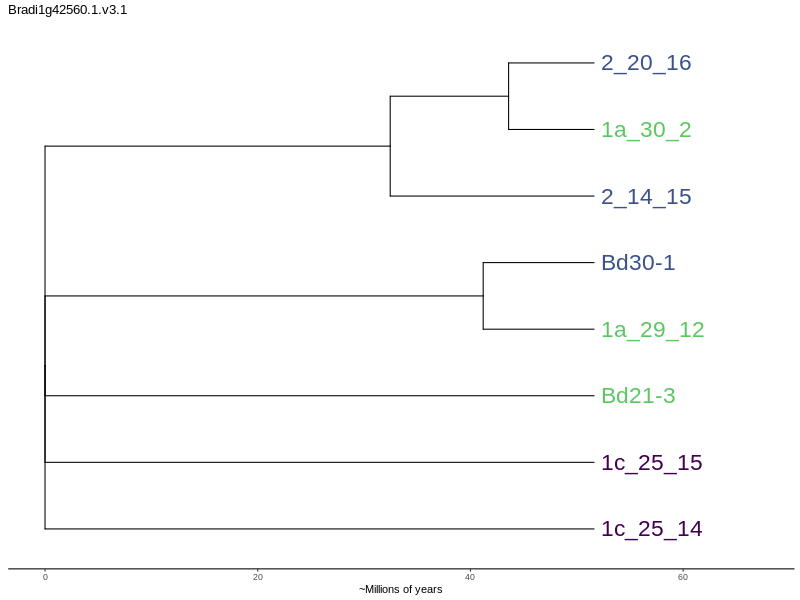 Bradi1g42560.1.v3.1
2_20_16
1a_30_2
2_14_15
Bd30-1
1a_29_12
Bd21-3
1c_25_15
1c_25_14
0 20 40 60
~Millions of years